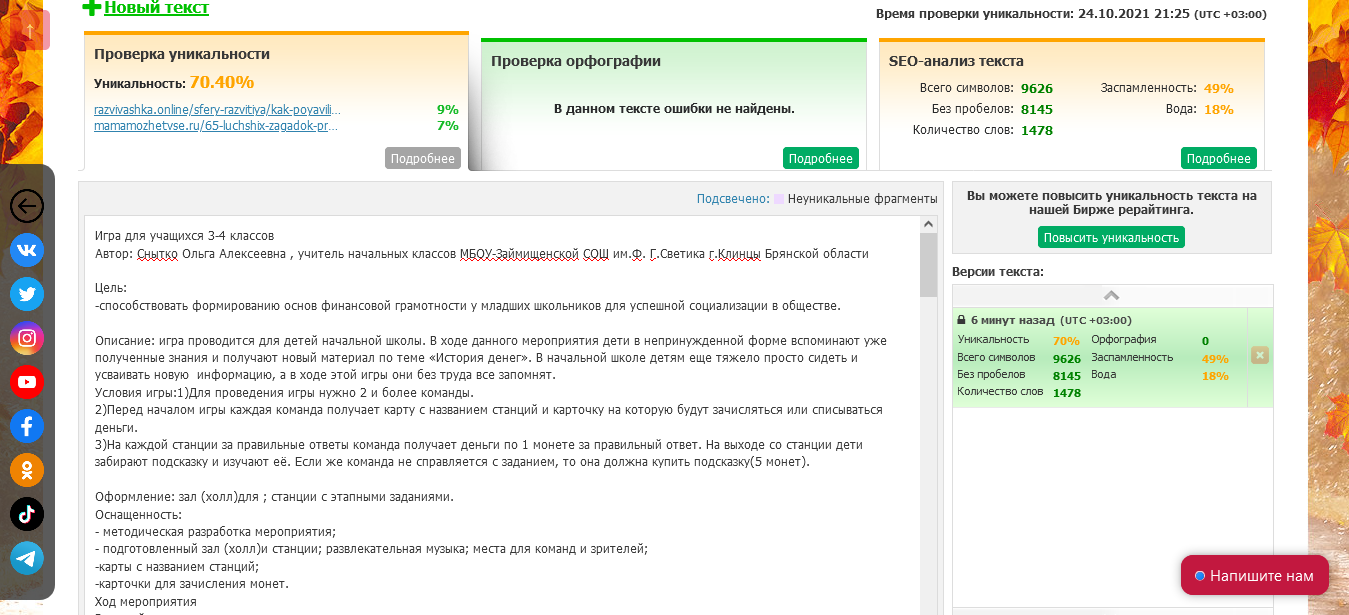 Новый текст
Время проверки уникальности: 24.10.2021 21:25 (UTC +03:00)
Проверка уникальности
Уникальность: 70.40%
razvivashka.online/sfery-razvitiya/kak-poyavili... 9%
mamamozhetvse.ru/65-luchshix-zagadok-pr... 7%
Подробнее
Проверка орфографии
В данном тексте ошибки не найдены.
Подробнее
SEO-анализ текста
Всего символов: 9626 Заспамленность: 49%
Без пробелов: 8145 Вода: 18%
Количество слов: 1478
Подробнее
Подсвечено: Неуникальные фрагменты
Игра для учащихся 3-4 классов
Автор: Снытко Ольга Алексеевна , учитель начальных классов МБОУ-Займищенской СОШ им.Ф. Г.Светика г.Клинцы Брянской области
Цель:
-способствовать формированию основ финансовой грамотности у младших школьников для успешной социализации в обществе.
Описание: игра проводится для детей начальной школы. В ходе данного мероприятия дети в непринужденной форме вспоминают уже
полученные знания и получают новый материал по теме «История денег». В начальной школе детям еще тяжело просто сидеть и
усваивать новую  информацию, а в ходе этой игры они без труда все запомнят.
Условия игры:1)Для проведения игры нужно 2 и более команды.
2)Перед началом игры каждая команда получает карту с названием станций и карточку на которую будут зачисляться или списываться
деньги.
3)На каждой станции за правильные ответы команда получает деньги по 1 монете за правильный ответ. На выходе со станции дети
забирают подсказку и изучают её. Если же команда не справляется с заданием, то она должна купить подсказку(5 монет).
Оформление: зал (холл)для ; станции с этапными заданиями.
Оснащенность:
- методическая разработка мероприятия;
- подготовленный зал (холл)и станции; развлекательная музыка; места для команд и зрителей;
-карты с названием станций;
-карточки для зачисления монет.
Ход мероприятия
Вы можете повысить уникальность текста на
нашей Бирже рерайтинга.
Повысить уникальность
Версии текста:
6 минут назад (UTC +03:00)
Уникальность 70% Орфография 0
Всего символов 9626 Заспамленность 49%
Без пробелов 8145 Вода 18%
Количество слов 1478
Напишите нам